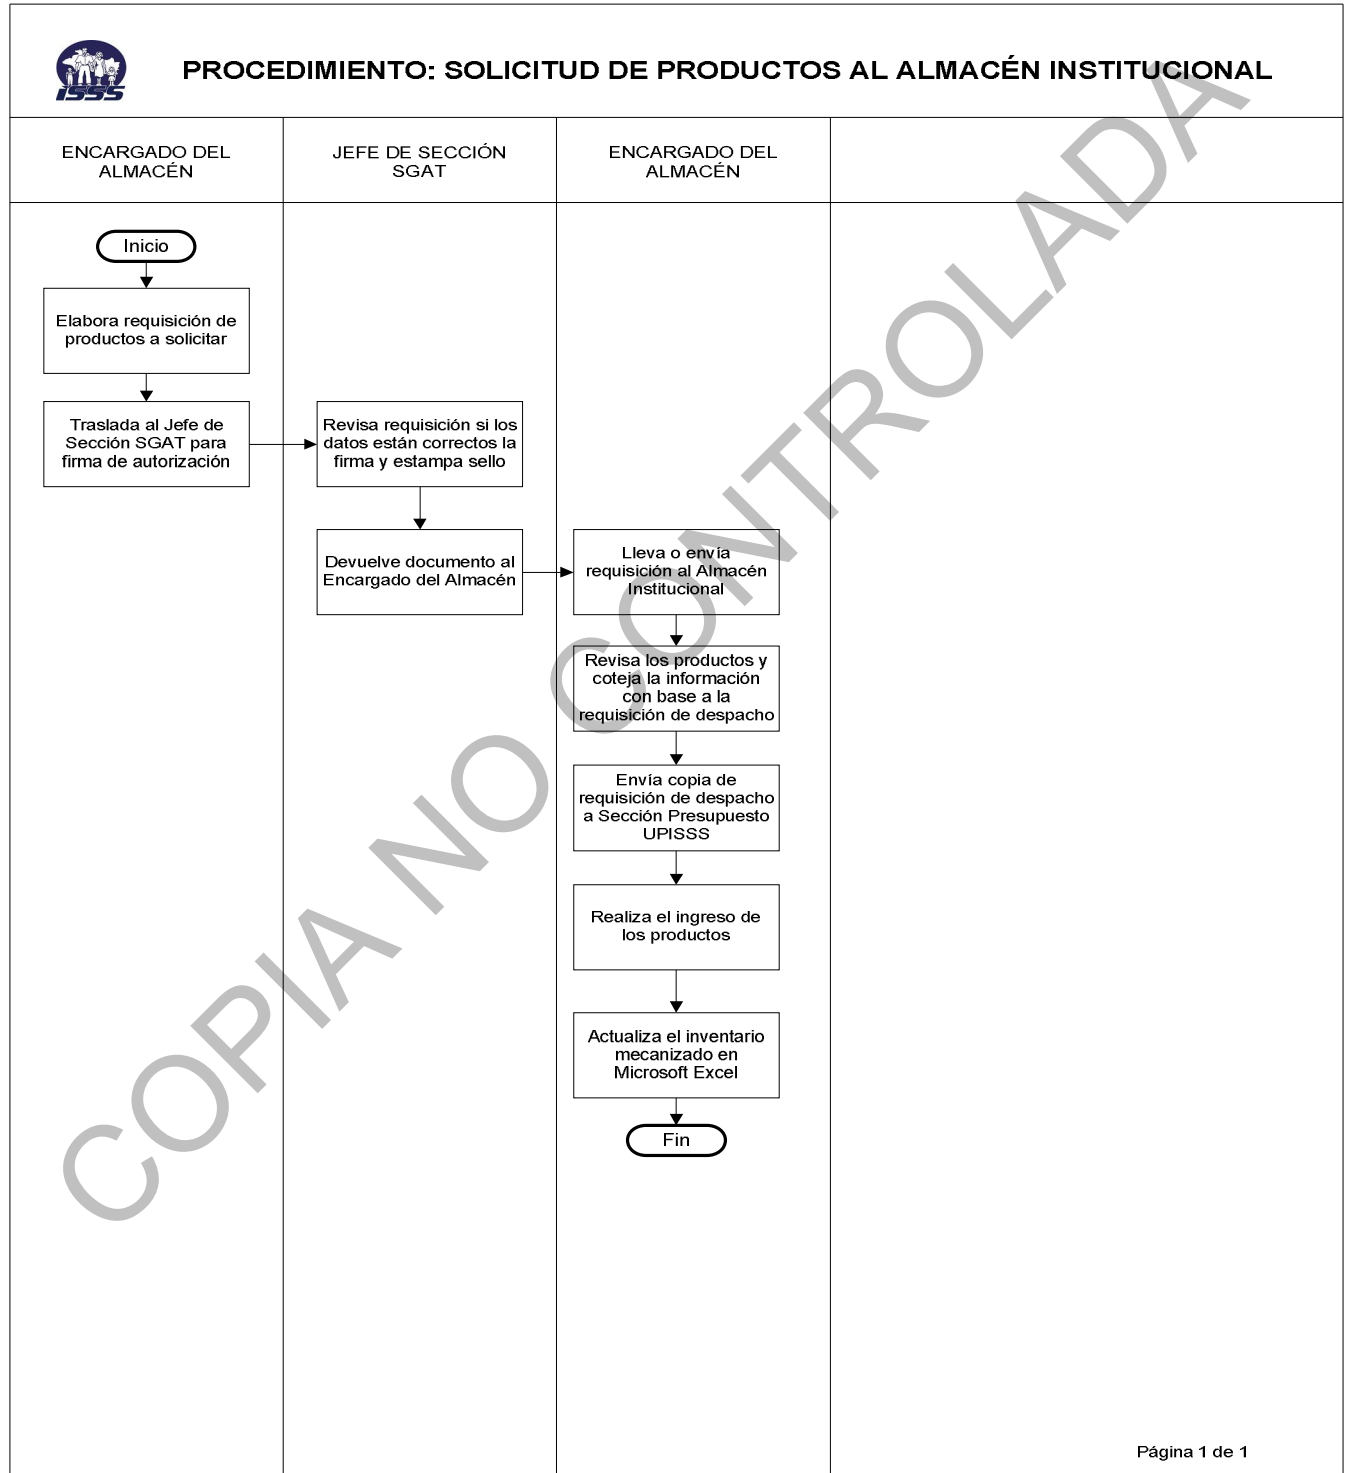 ISSS
PROCEDIMIENTO: SOLICITUD DE PRODUCTOS AL ALMACÉN INSTITUCIONAL
ENCARGADO DEL
ALMACÉN
JEFE DE SECCIÓN
SGAT
ENCARGADO DEL
ALMACÉN
Inicio
Elabora requisición de
productos a solicitar
Traslada al Jefe de
Sección SGAT para
firma de autorización
Revisa requisición si los
datos están correctos la
firma y estampa sello
Devuelve documento al
Encargado del Almacén
Lleva o envía
requisición al Almacén
Institucional
Revisa los productos y
coteja la información
con base a la
requisición de despacho
Envía copia de
requisición de despacho
a Sección Presupuesto
UPISSS
Realiza el ingreso de
los productos
Actualiza el inventario
mecanizado en
Microsoft Excel
Fin
COPIA NO CONTROLADA
Página 1 de 1